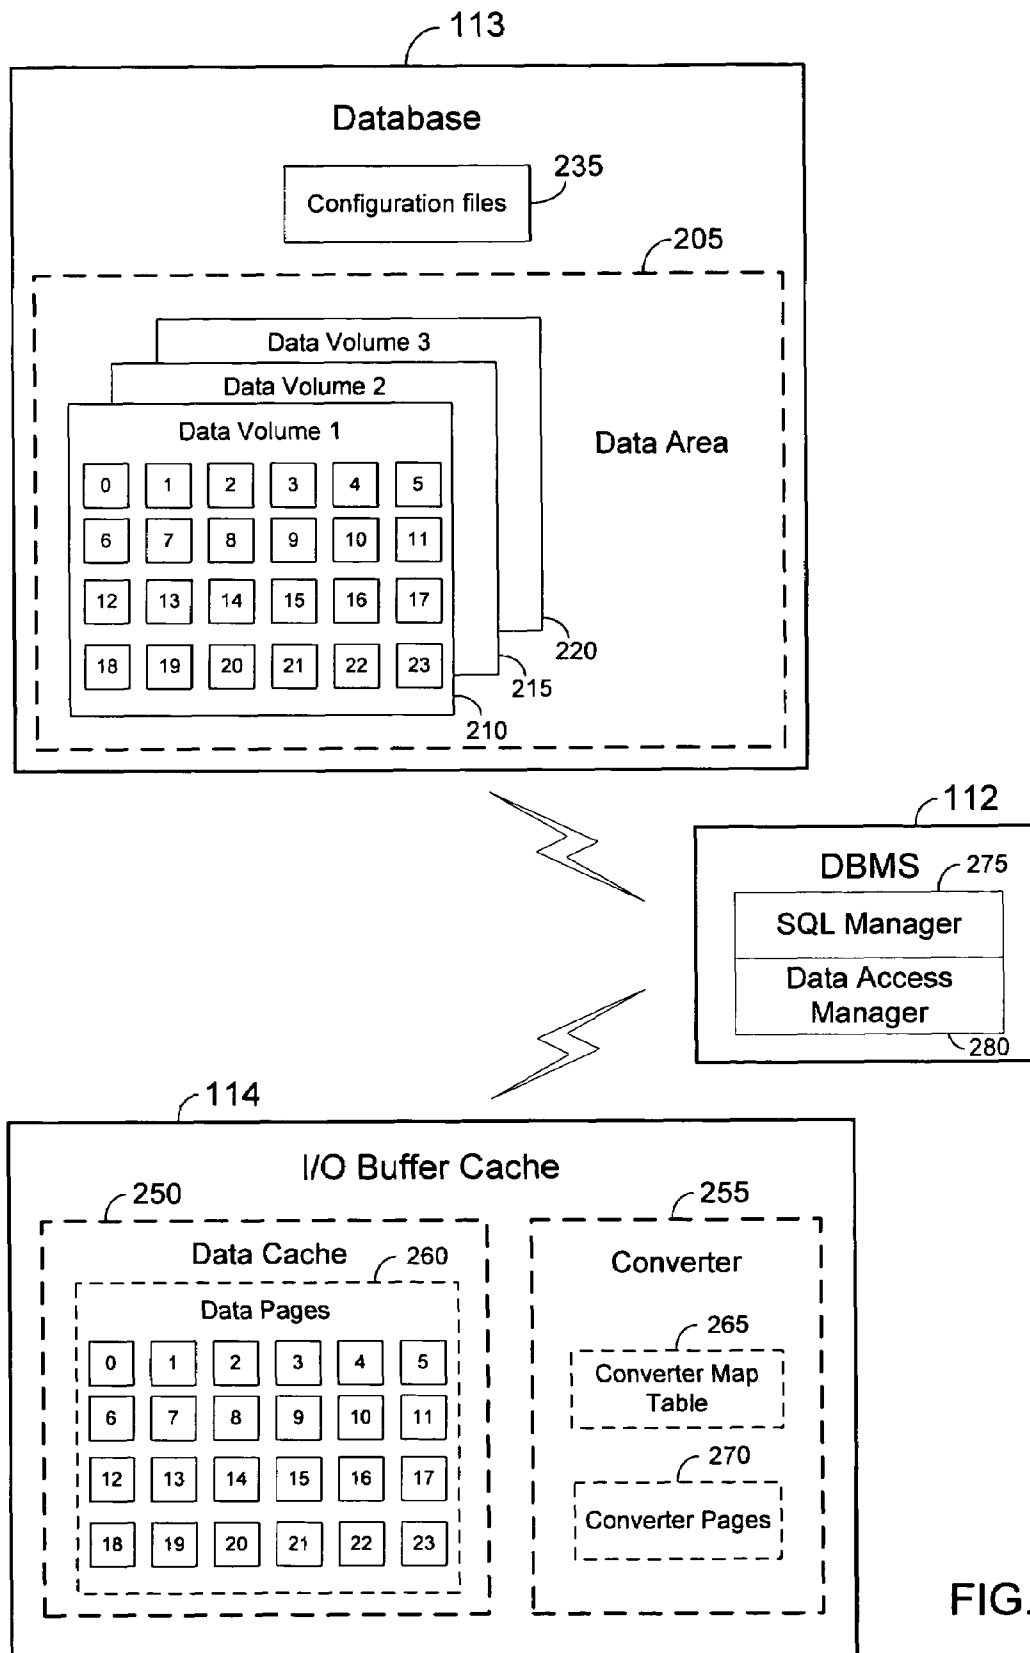 113
Database
235
Configuration files
205
Data Volume 3
Data Volume 2
Data Volume 1
Data Area
0 1 2 3 4 5
6 7 8 9 10 11
12 13 14 15 16 17
18 19 20 21 22 23
220
215
210
112
DBMS
275
SQL Manager
Data Access
Manager
280
114
I/O Buffer Cache
250
Data Cache
260
Data Pages
0 1 2 3 4 5
6 7 8 9 10 11
12 13 14 15 16 17
18 19 20 21 22 23
255
Converter
265
Converter Map
Table
270
Converter Pages
FIG.